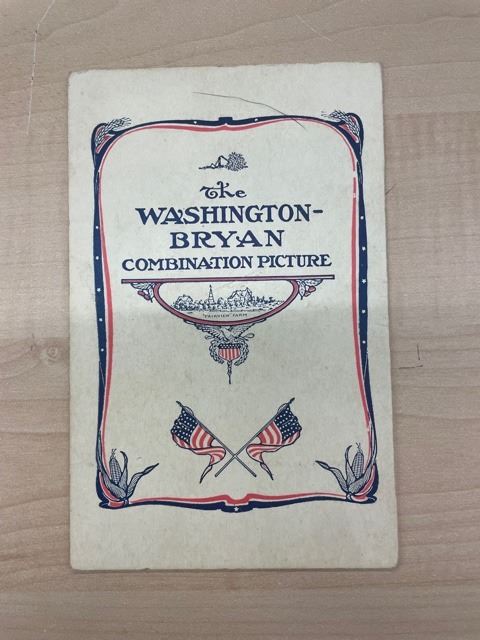 The
WASHINGTON-
BRYAN
COMBINATION PICTURE
"FAIRVIEW" FARM